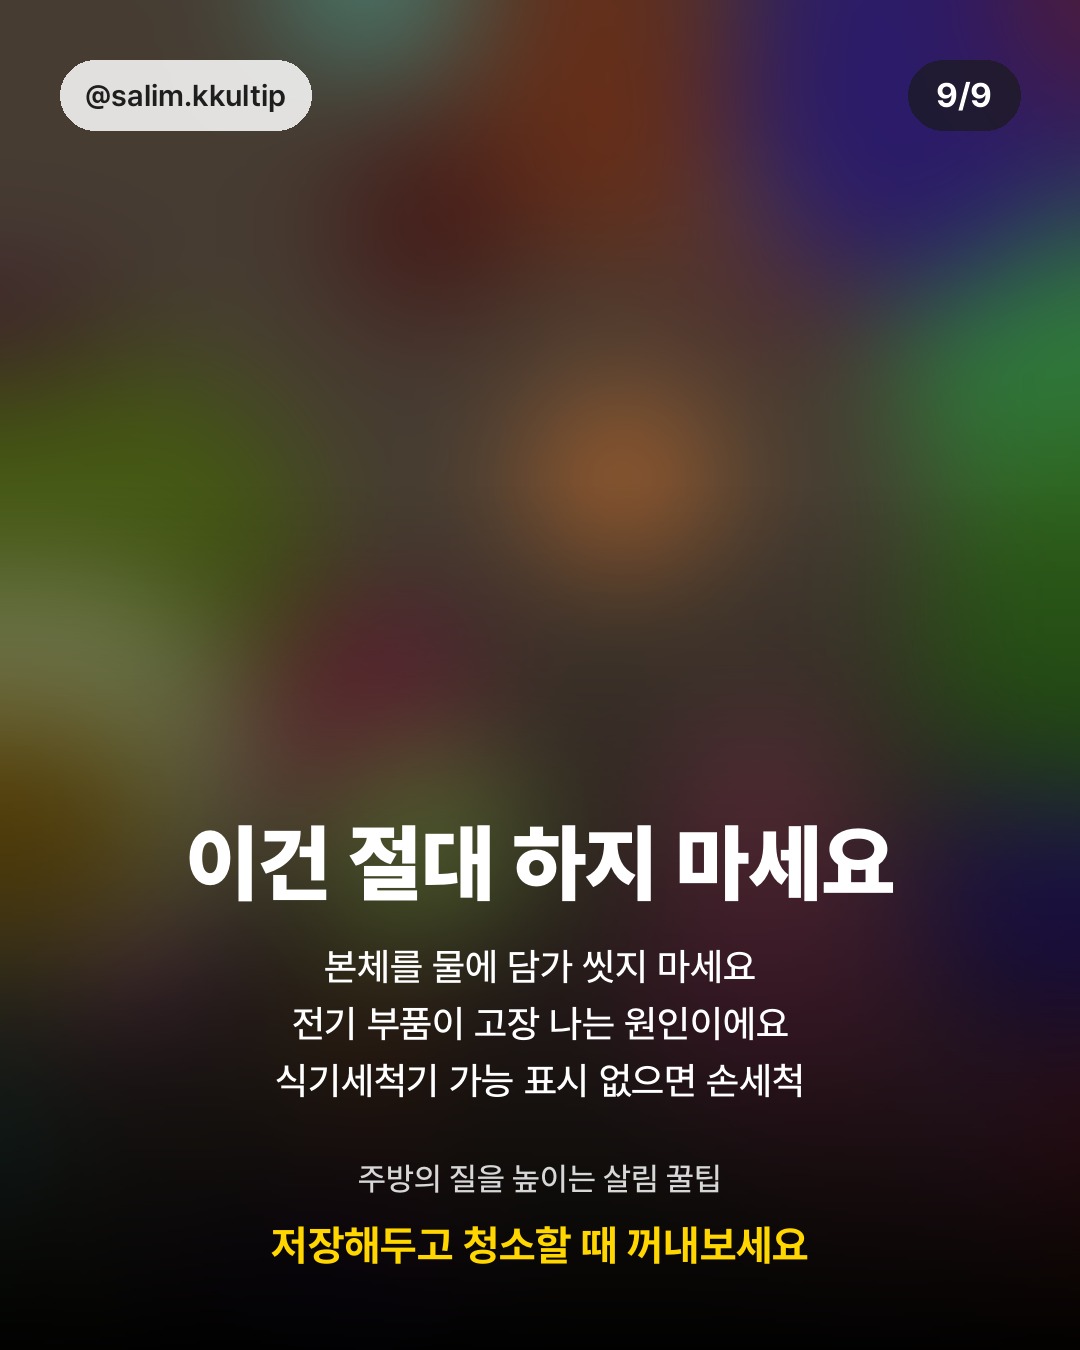 @salim.kkultip
9/9
이건 절대 하지 마세요
본체를 물에 담가 씻지 마세요
전기 부품이 고장 나는 원인이에요
식기세척기 가능 표시 없으면 손세척
주방의 질을 높이는 살림 꿀팁
저장해두고 청소할 때 꺼내보세요